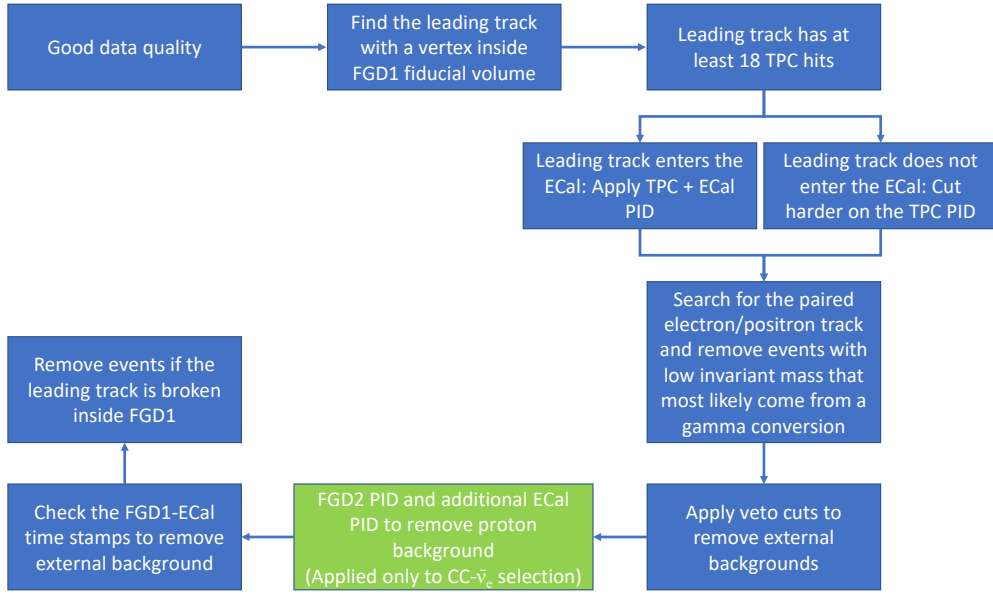 Good data quality
Find the leading track
with a vertex inside
FGD1 fiducial volume
Leading track has at
least 18 TPC hits
Leading track enters the
ECal: Apply TPC + ECal
PID
Leading track does not
enter the ECal: Cut
harder on the TPC PID
Search for the paired
electron/positron track
and remove events with
low invariant mass that
most likely come from a
gamma conversion
Apply veto cuts to
remove external
backgrounds
FGD2 PID and additional ECal
PID to remove proton
background
(Applied only to CC-ν̄ₑ selection)
Check the FGD1-ECal
time stamps to remove
external background
Remove events if the
leading track is broken
inside FGD1